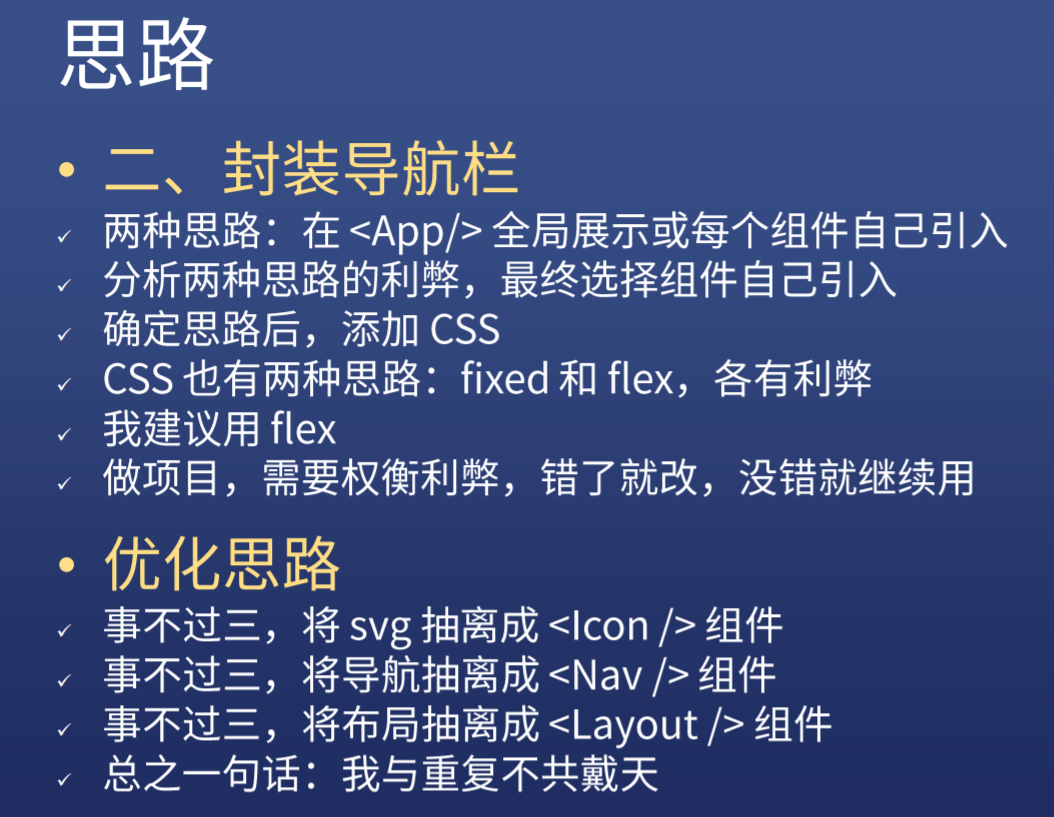 思路
• 二、封装导航栏
✓ 两种思路：在 <App/> 全局展示或每个组件自己引入
✓ 分析两种思路的利弊，最终选择组件自己引入
✓ 确定思路后，添加 CSS
✓ CSS 也有两种思路：fixed 和 flex，各有利弊
✓ 我建议用 flex
✓ 做项目，需要权衡利弊，错了就改，没错就继续用
• 优化思路
✓ 事不过三，将 svg 抽离成 <Icon /> 组件
✓ 事不过三，将导航抽离成 <Nav /> 组件
✓ 事不过三，将布局抽离成 <Layout /> 组件
✓ 总之一句话：我与重复不共戴天